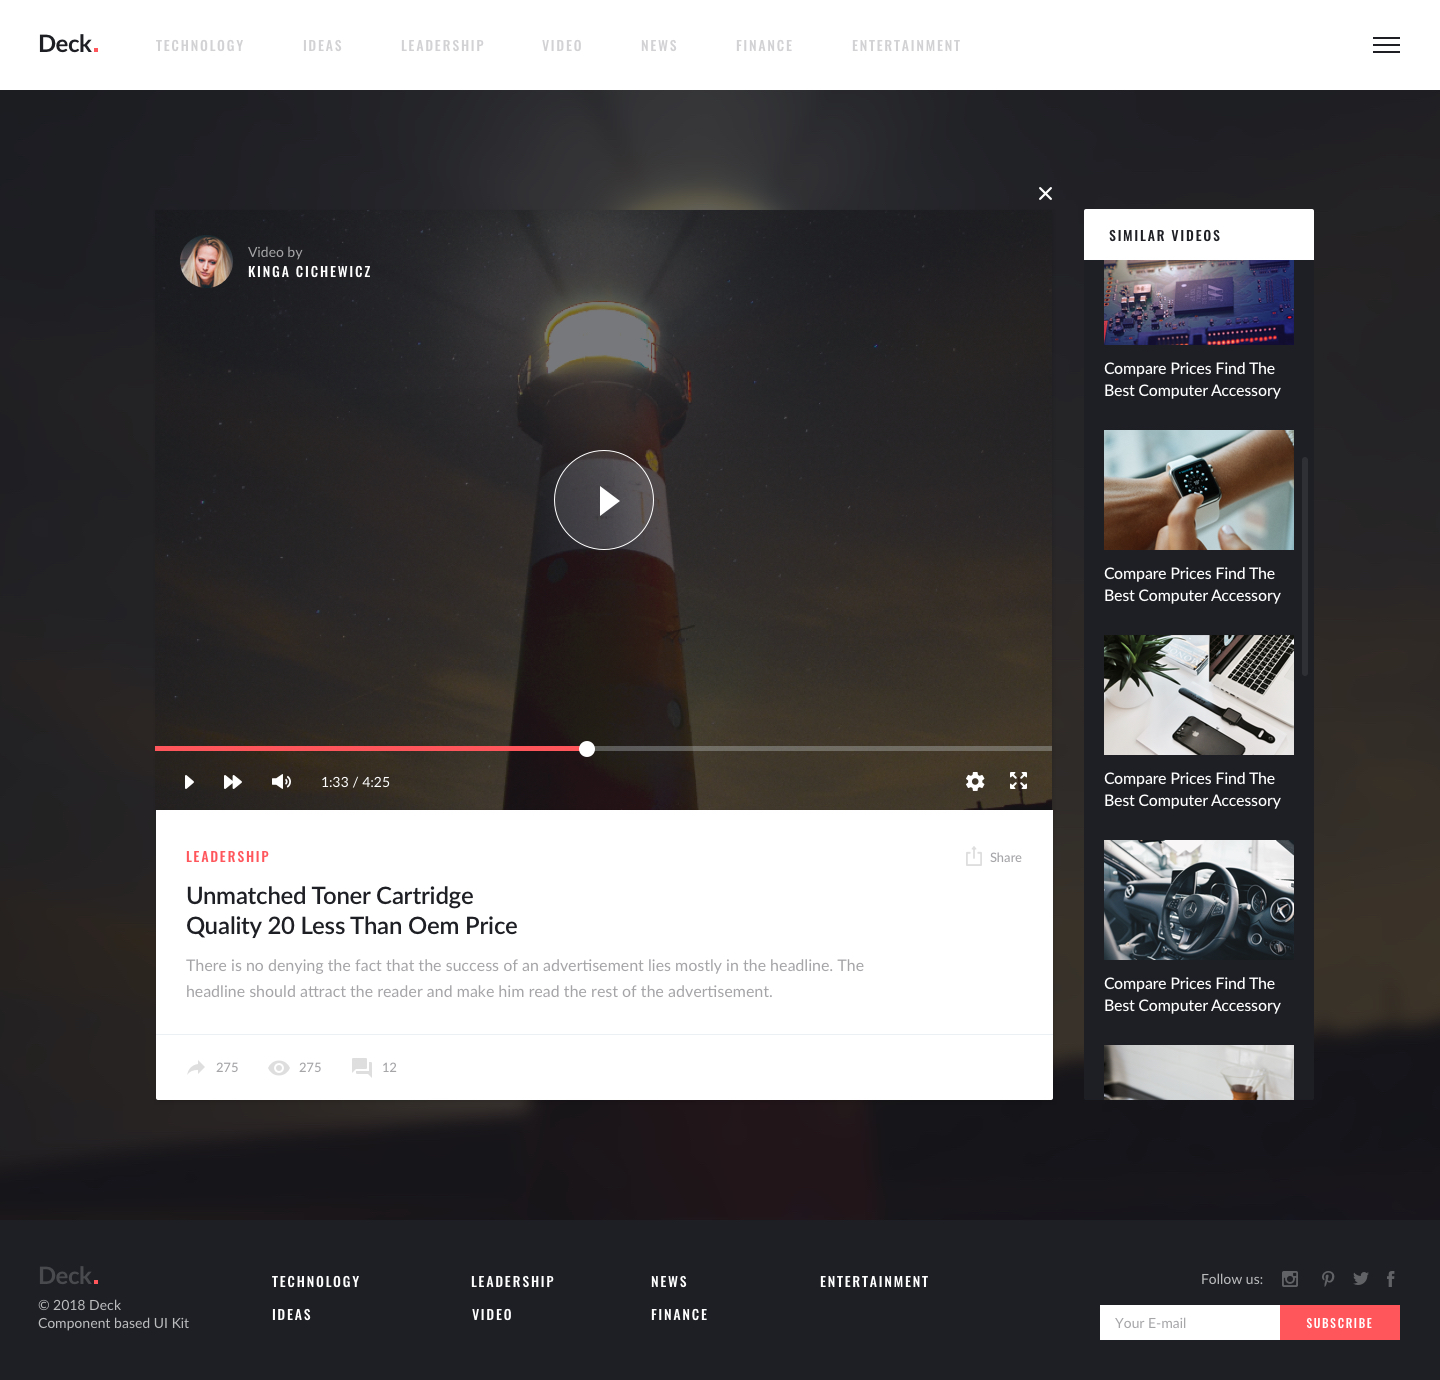 Deck.
TECHNOLOGY
IDEAS
LEADERSHIP
VIDEO
NEWS
FINANCE
ENTERTAINMENT
Video by
KINGA CICHEWICZ
1:33 / 4:25
LEADERSHIP
Share
Unmatched Toner Cartridge
Quality 20 Less Than Oem Price
There is no denying the fact that the success of an advertisement lies mostly in the headline. The
headline should attract the reader and make him read the rest of the advertisement.
275
275
12
SIMILAR VIDEOS
Compare Prices Find The
Best Computer Accessory
Compare Prices Find The
Best Computer Accessory
Compare Prices Find The
Best Computer Accessory
Compare Prices Find The
Best Computer Accessory
Deck.
© 2018 Deck
Component based UI Kit
TECHNOLOGY
IDEAS
LEADERSHIP
VIDEO
NEWS
FINANCE
ENTERTAINMENT
Follow us:
Your E-mail
SUBSCRIBE